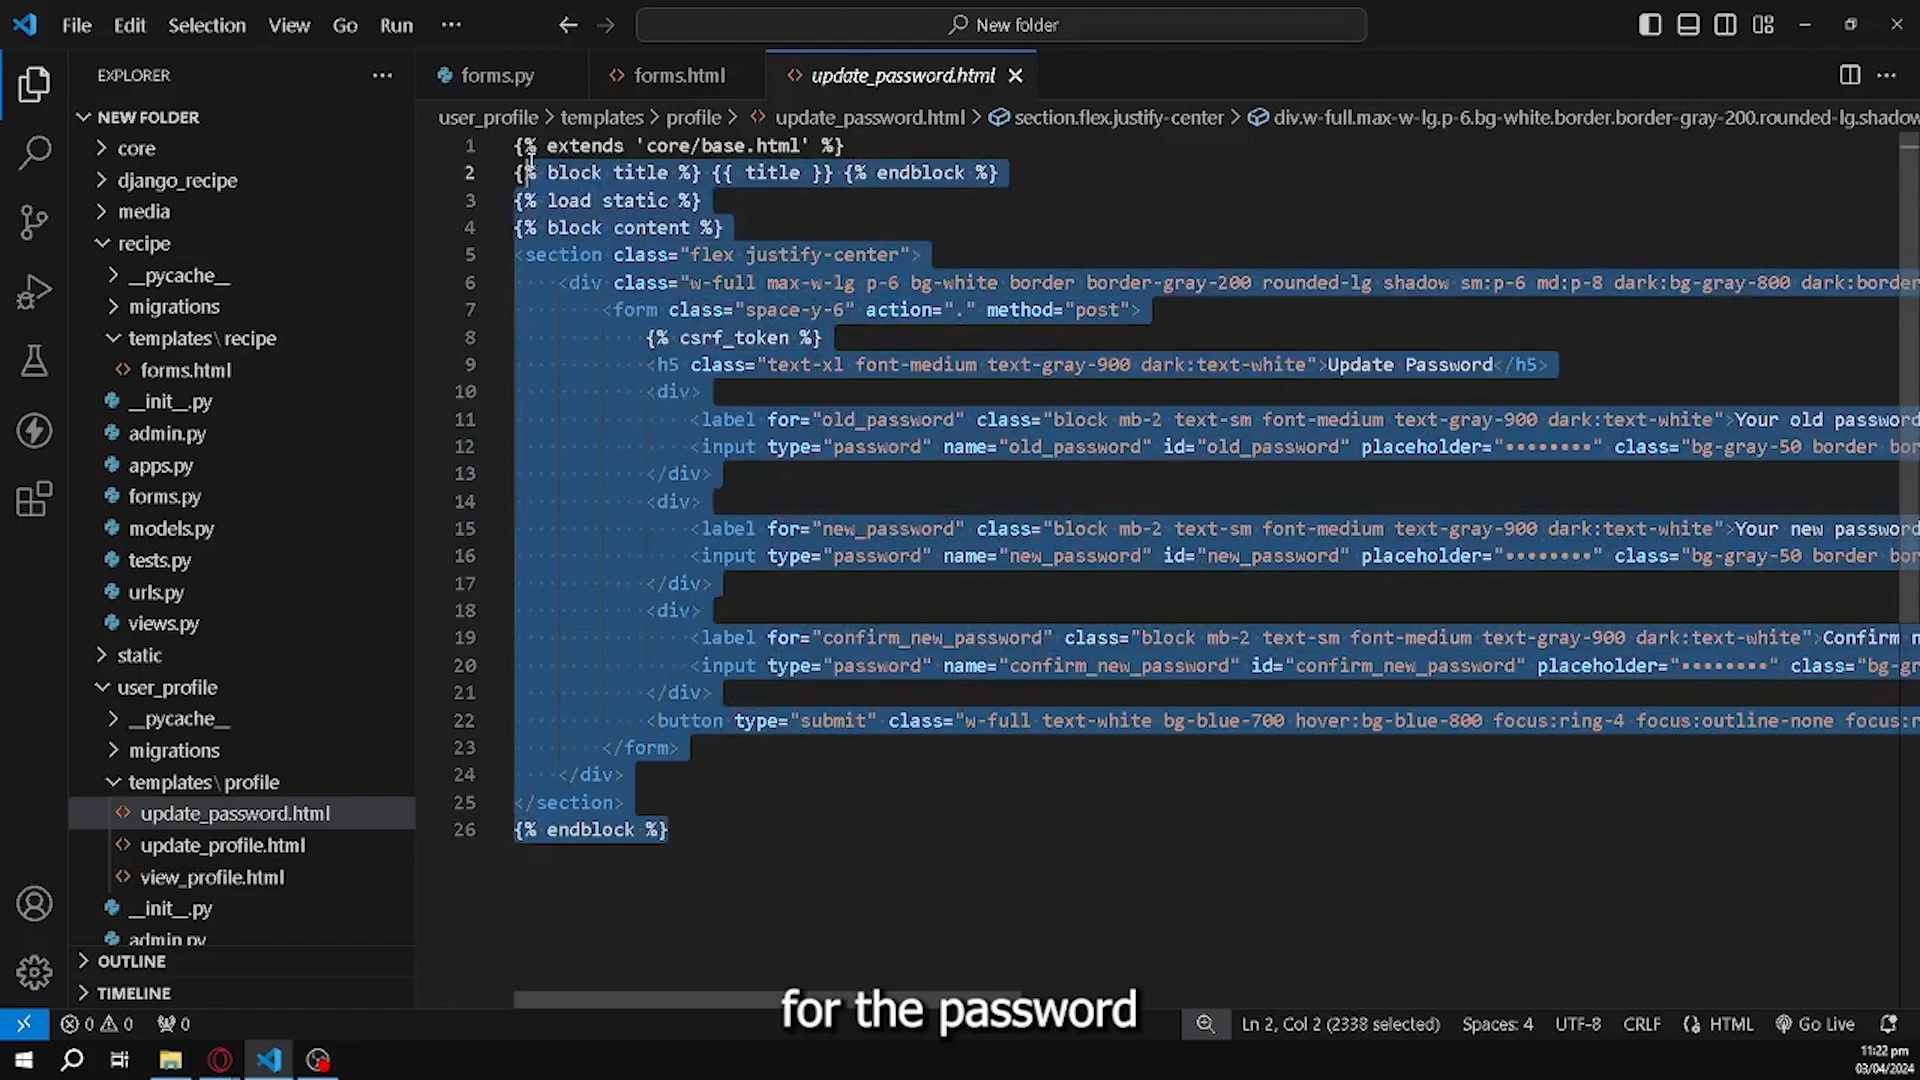 File Edit Selection View Go Run ···
New folder
EXPLORER ···
forms.py
forms.html
update_password.html
user_profile > templates > profile > update_password.html > section.flex.justify-center > div.w-full.max-w-lg.p-6.bg-white.border.border-gray-200.rounded-lg.shadow
NEW FOLDER
core
django_recipe
media
recipe
__pycache__
migrations
templates\recipe
forms.html
__init__.py
admin.py
apps.py
forms.py
models.py
tests.py
urls.py
views.py
static
user_profile
__pycache__
migrations
templates\profile
update_password.html
update_profile.html
view_profile.html
__init__.py
admin.py
OUTLINE
TIMELINE
1 {% extends 'core/base.html' %}
2 {% block title %} {{ title }} {% endblock %}
3 {% load static %}
4 {% block content %}
5 <section class="flex justify-center">
6 <div class="w-full max-w-lg p-6 bg-white border border-gray-200 rounded-lg shadow sm:p-6 md:p-8 dark:bg-gray-800 dark:border
7 <form class="space-y-6" action="." method="post">
8 {% csrf_token %}
9 <h5 class="text-xl font-medium text-gray-900 dark:text-white">Update Password</h5>
10 <div>
11 <label for="old_password" class="block mb-2 text-sm font-medium text-gray-900 dark:text-white">Your old password
12 <input type="password" name="old_password" id="old_password" placeholder="••••••••" class="bg-gray-50 border bor
13 </div>
14 <div>
15 <label for="new_password" class="block mb-2 text-sm font-medium text-gray-900 dark:text-white">Your new password
16 <input type="password" name="new_password" id="new_password" placeholder="••••••••" class="bg-gray-50 border bor
17 </div>
18 <div>
19 <label for="confirm_new_password" class="block mb-2 text-sm font-medium text-gray-900 dark:text-white">Confirm n
20 <input type="password" name="confirm_new_password" id="confirm_new_password" placeholder="••••••••" class="bg-gr
21 </div>
22 <button type="submit" class="w-full text-white bg-blue-700 hover:bg-blue-800 focus:ring-4 focus:outline-none focus:r
23 </form>
24 </div>
25 </section>
26 {% endblock %}
for the password
0 0 0 Ln 2, Col 2 (2338 selected) Spaces: 4 UTF-8 CRLF HTML Go Live
11:22 pm
03/04/2024